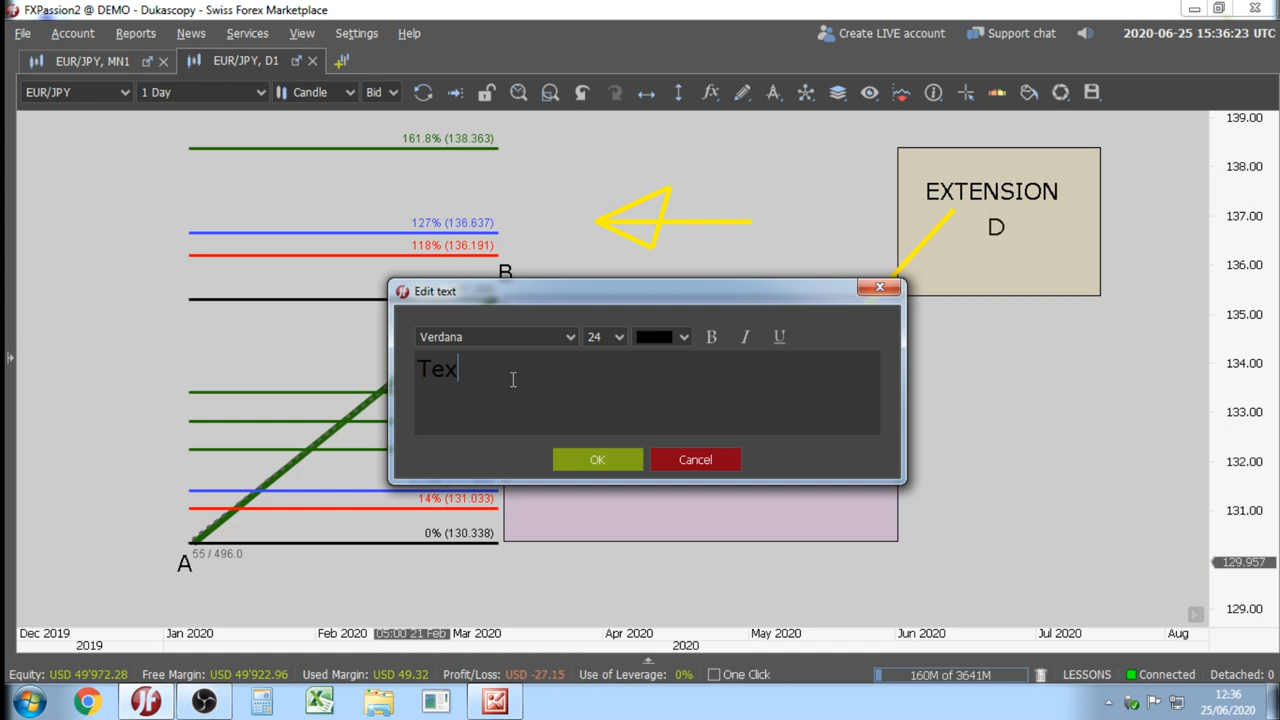 FXPassion2 @ DEMO - Dukascopy - Swiss Forex Marketplace
File Account Reports News Services View Settings Help Create LIVE account Support chat 2020-06-25 15:36:23 UTC
EUR/JPY, MN1 EUR/JPY, D1
EUR/JPY 1 Day Candle Bid
139.00
161.8% (138.363)
138.00
EXTENSION
D
127% (136.637)
137.00
118% (136.191)
136.00
B
Edit text
135.00
Verdana 24 B I U
Tex
134.00
133.00
OK Cancel
132.00
14% (131.033)
131.00
0% (130.338)
A
55 / 496.0
129.957
129.00
Dec 2019 Jan 2020 Feb 2020 05:00 21 Feb Mar 2020 Apr 2020 May 2020 Jun 2020 Jul 2020 Aug
2019 2020
Equity: USD 49'972.28 Free Margin: USD 49'922.96 Used Margin: USD 49.32 Profit/Loss: USD -27.15 Use of Leverage: 0% One Click 160M of 3641M LESSONS Connected Detached: 0
12:36
25/06/2020